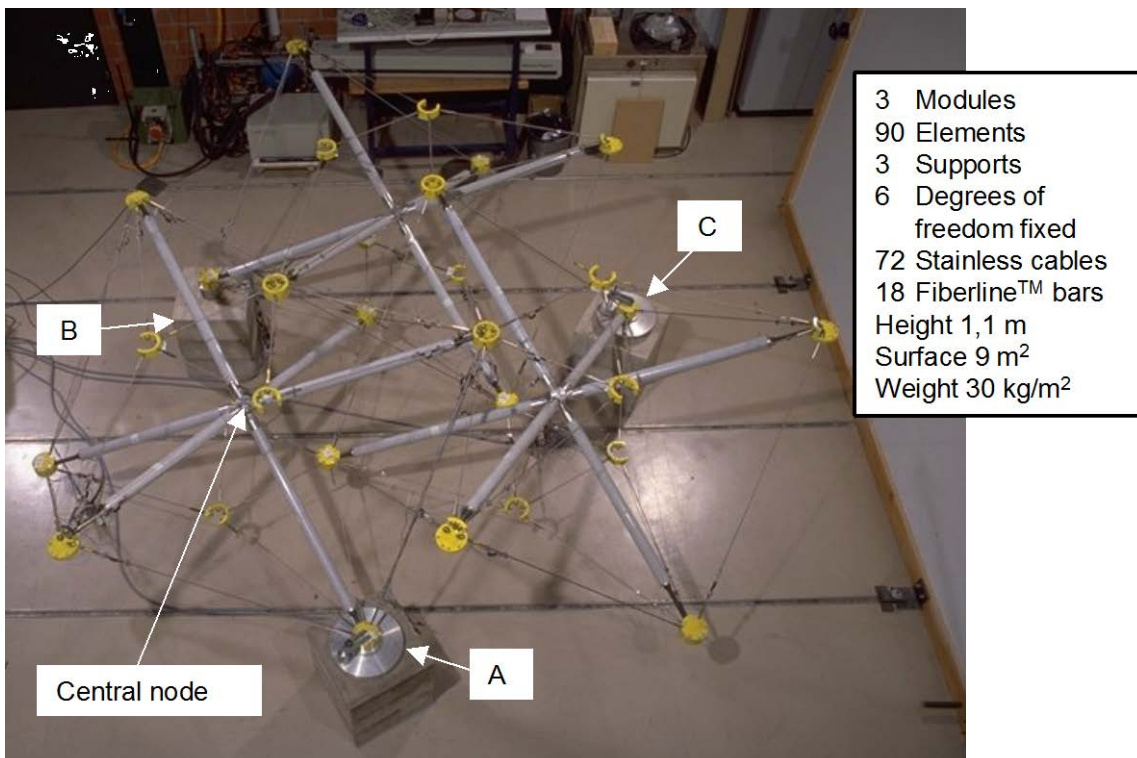 3 Modules
90 Elements
3 Supports
6 Degrees of
freedom fixed
72 Stainless cables
18 Fiberline™ bars
Height 1,1 m
Surface 9 m²
Weight 30 kg/m²
C
B
A
Central node